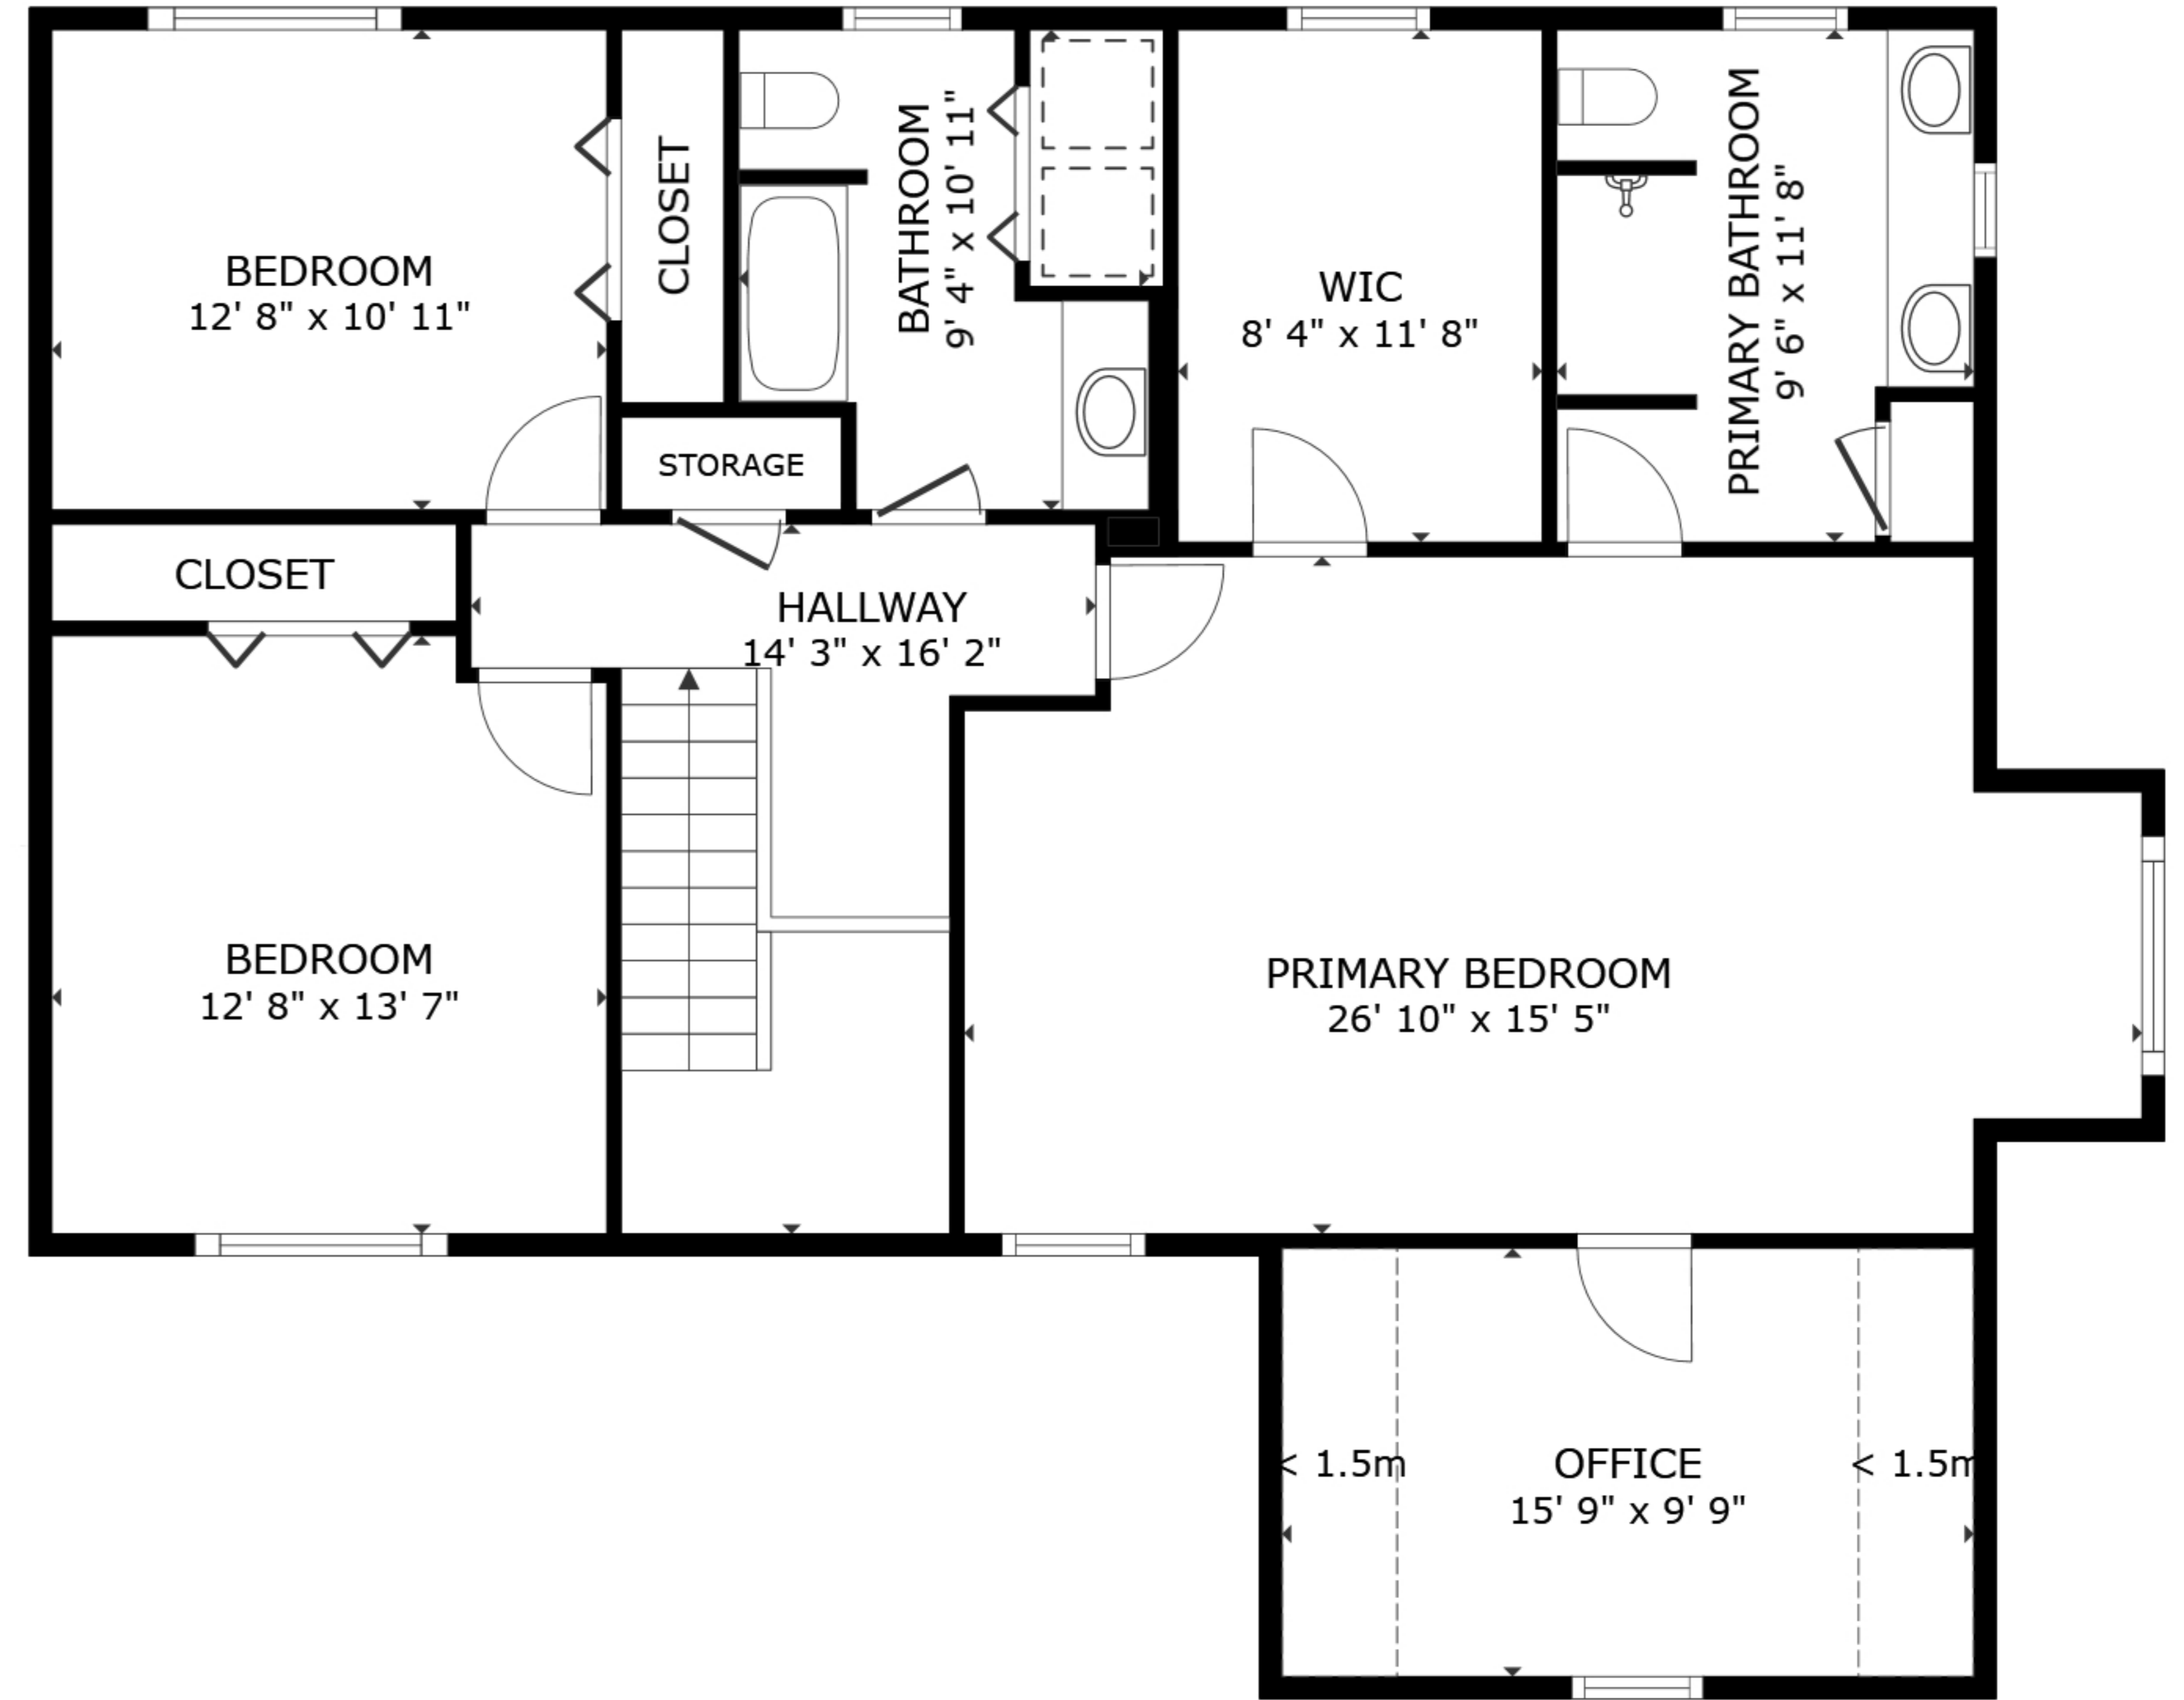 BEDROOM
12' 8" x 10' 11"
CLOSET
BATHROOM
9' 4" x 10' 11"
WIC
8' 4" x 11' 8"
PRIMARY BATHROOM
9' 6" x 11' 8"
STORAGE
CLOSET
HALLWAY
14' 3" x 16' 2"
BEDROOM
12' 8" x 13' 7"
PRIMARY BEDROOM
26' 10" x 15' 5"
< 1.5m
OFFICE
15' 9" x 9' 9"
< 1.5m